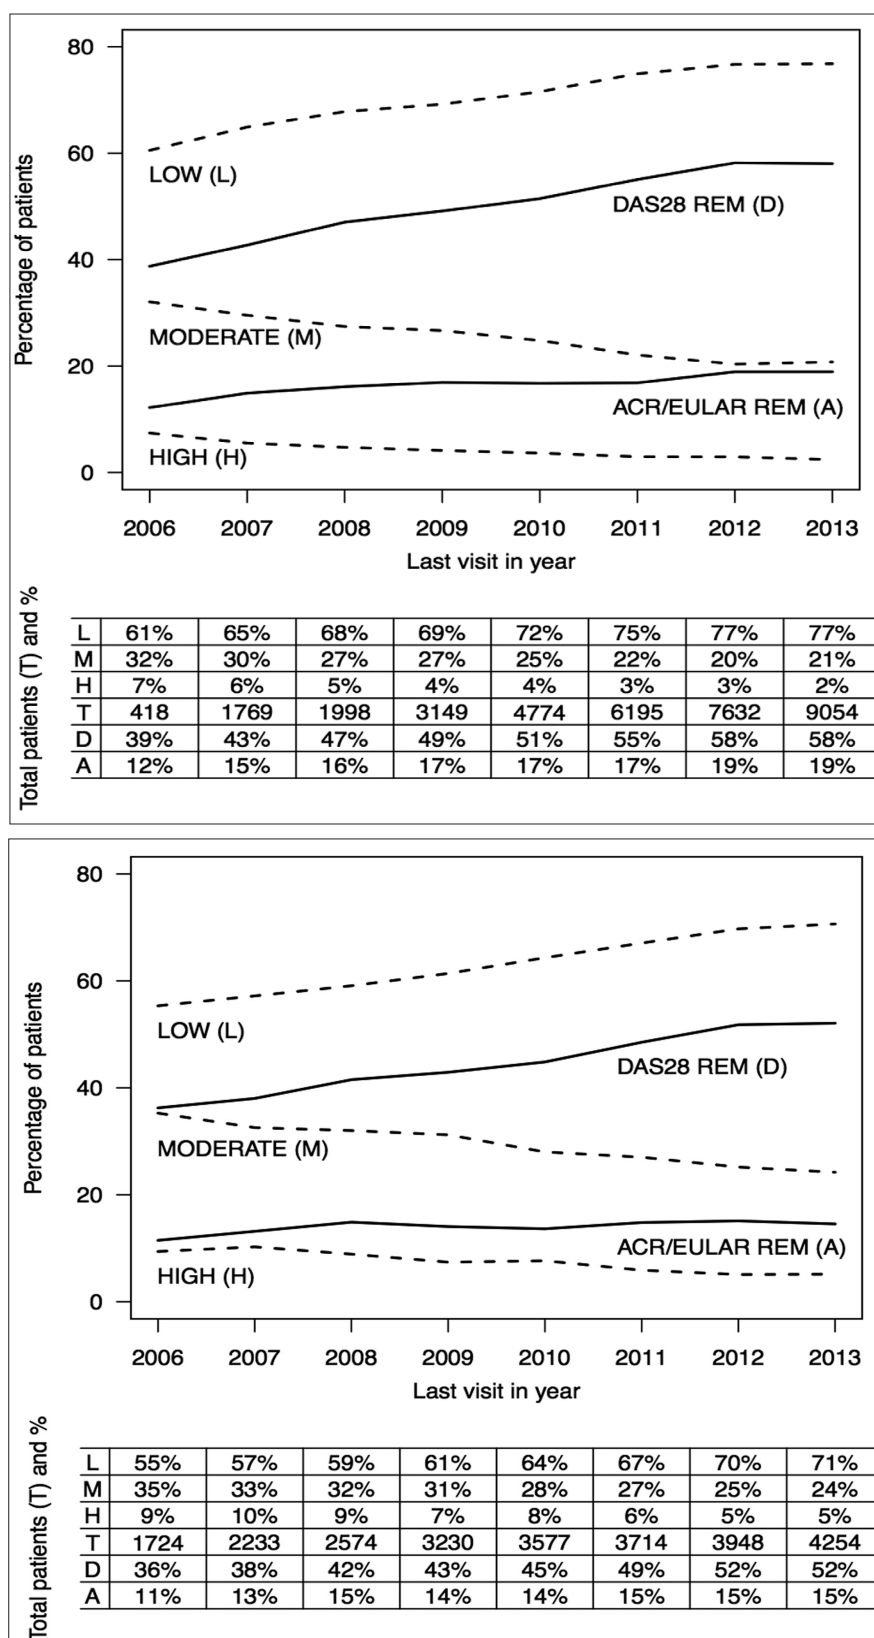 80
60
40
20
0
Percentage of patients
LOW (L)
DAS28 REM (D)
MODERATE (M)
ACR/EULAR REM (A)
HIGH (H)
2006 2007 2008 2009 2010 2011 2012 2013
Last visit in year
Total patients (T) and %
L 61% 65% 68% 69% 72% 75% 77% 77%
M 32% 30% 27% 27% 25% 22% 20% 21%
H 7% 6% 5% 4% 4% 3% 3% 2%
T 418 1769 1998 3149 4774 6195 7632 9054
D 39% 43% 47% 49% 51% 55% 58% 58%
A 12% 15% 16% 17% 17% 17% 19% 19%
80
60
40
20
0
Percentage of patients
LOW (L)
DAS28 REM (D)
MODERATE (M)
ACR/EULAR REM (A)
HIGH (H)
2006 2007 2008 2009 2010 2011 2012 2013
Last visit in year
Total patients (T) and %
L 55% 57% 59% 61% 64% 67% 70% 71%
M 35% 33% 32% 31% 28% 27% 25% 24%
H 9% 10% 9% 7% 8% 6% 5% 5%
T 1724 2233 2574 3230 3577 3714 3948 4254
D 36% 38% 42% 43% 45% 49% 52% 52%
A 11% 13% 15% 14% 14% 15% 15% 15%